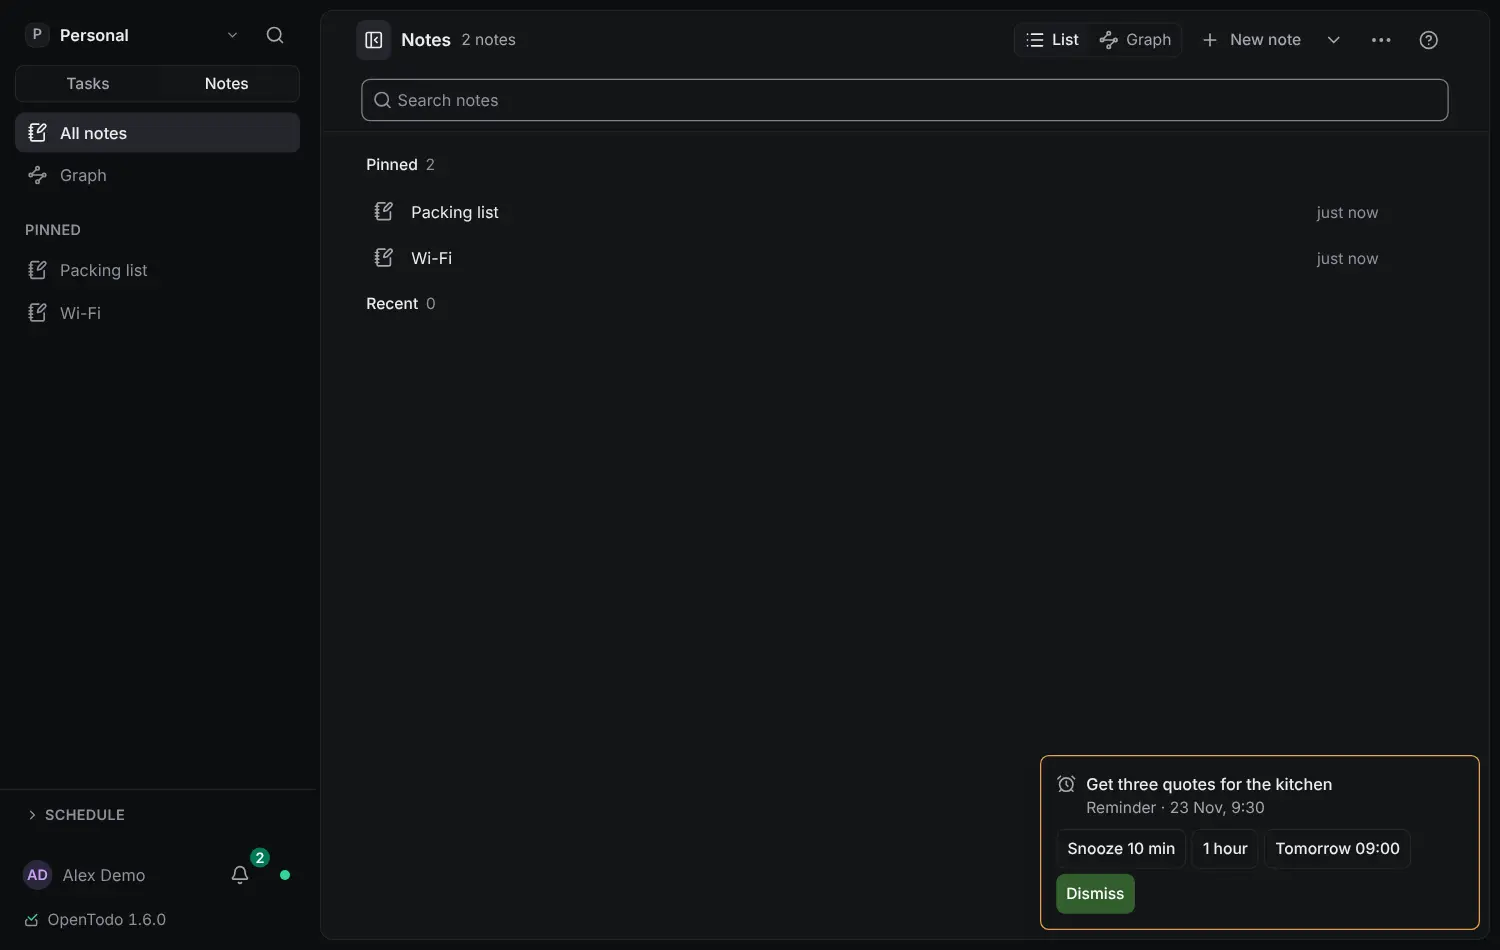 P Personal
Tasks Notes
All notes
Graph
PINNED
Packing list
Wi-Fi
SCHEDULE
AD Alex Demo 2
OpenTodo 1.6.0
Notes 2 notes
List Graph New note
Search notes
Pinned 2
Packing list just now
Wi-Fi just now
Recent 0
Get three quotes for the kitchen
Reminder · 23 Nov, 9:30
Snooze 10 min 1 hour Tomorrow 09:00
Dismiss